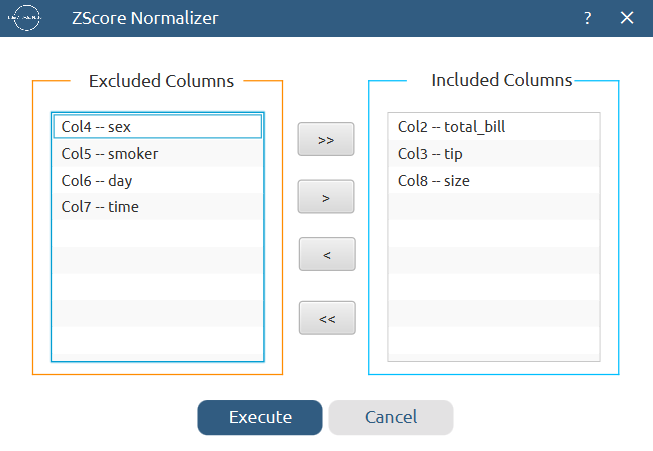 ZScore Normalizer ?
Excluded Columns
Included Columns
Col4 -- sex
Col5 -- smoker
Col6 -- day
Col7 -- time
>>
>
<
<<
Col2 -- total_bill
Col3 -- tip
Col8 -- size
Execute
Cancel